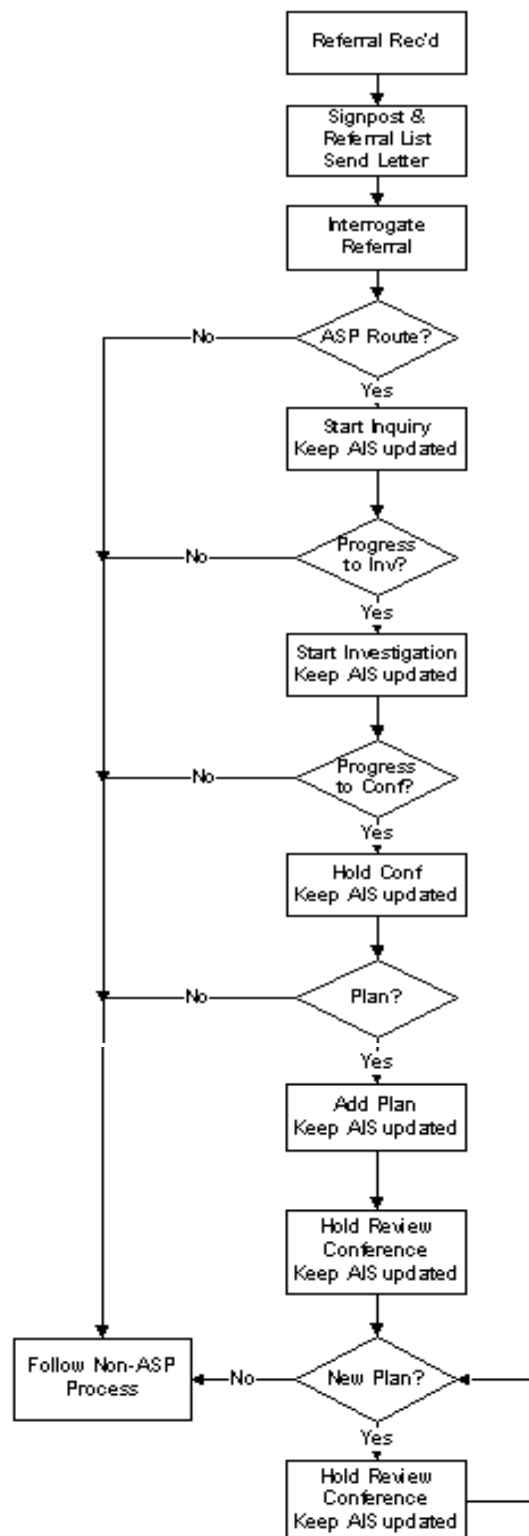 Referral Rec'd
Signpost &
Referral List
Send Letter
Interrogate
Referral
No
ASP Route?
Yes
Start Inquiry
Keep AIS updated
No
Progress
to Inv?
Yes
Start Investigation
Keep AIS updated
No
Progress
to Conf?
Yes
Hold Conf
Keep AIS updated
No
Plan?
Yes
Add Plan
Keep AIS updated
Hold Review
Conference
Keep AIS updated
Follow Non-ASP
Process
No
New Plan?
Yes
Hold Review
Conference
Keep AIS updated